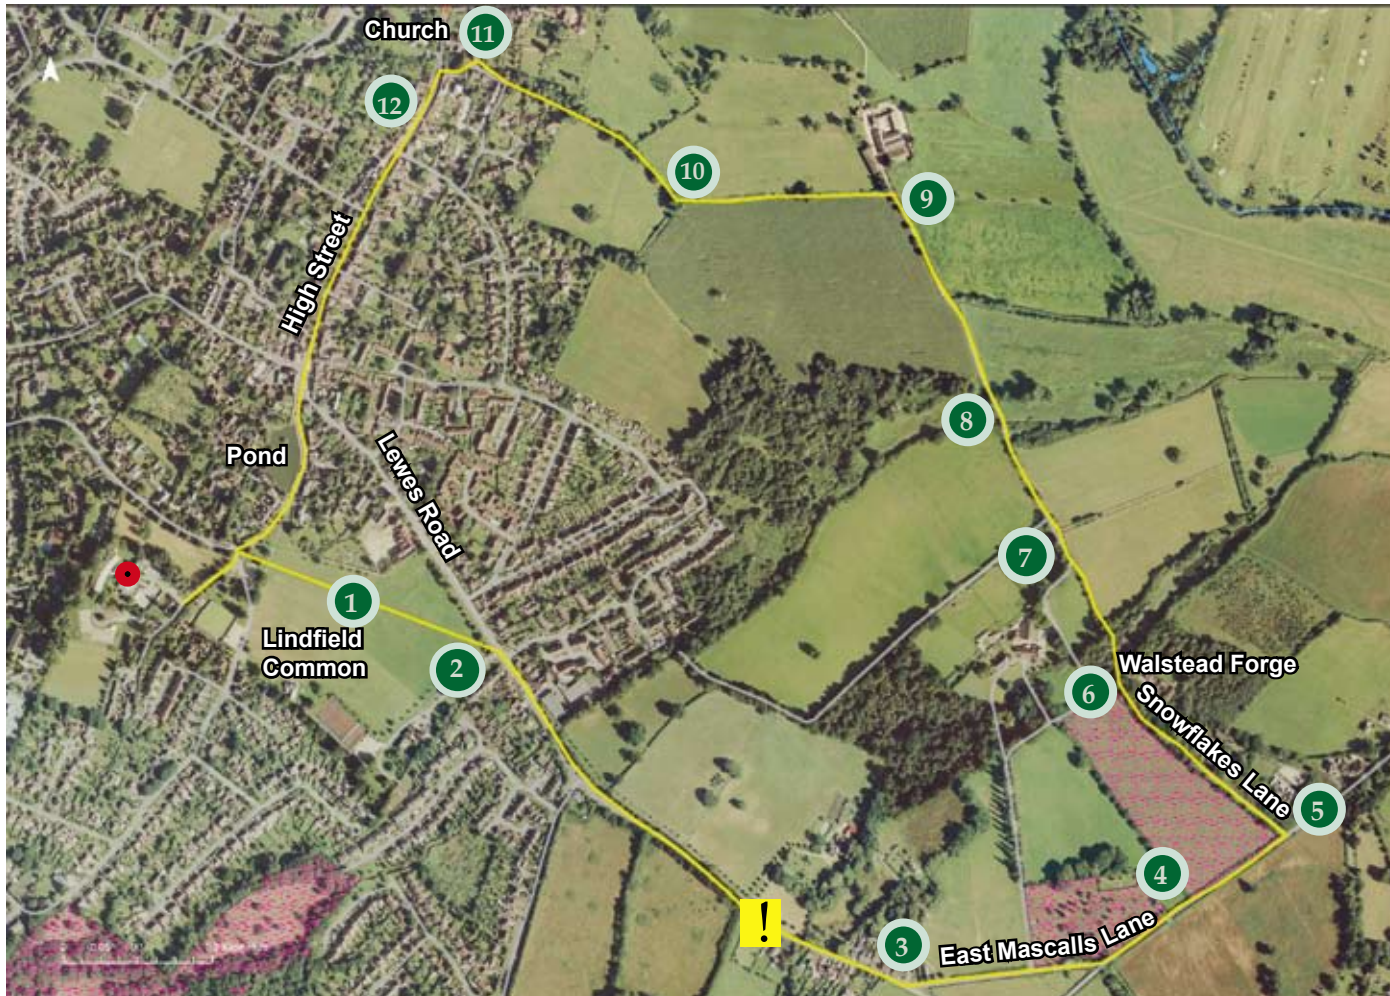 Church
11
12
10
9
High Street
8
Pond
Lewes Road
7
1
Lindfield
Common
2
Walstead Forge
6
Snowflakes Lane
5
4
!
3
East Mascalls Lane